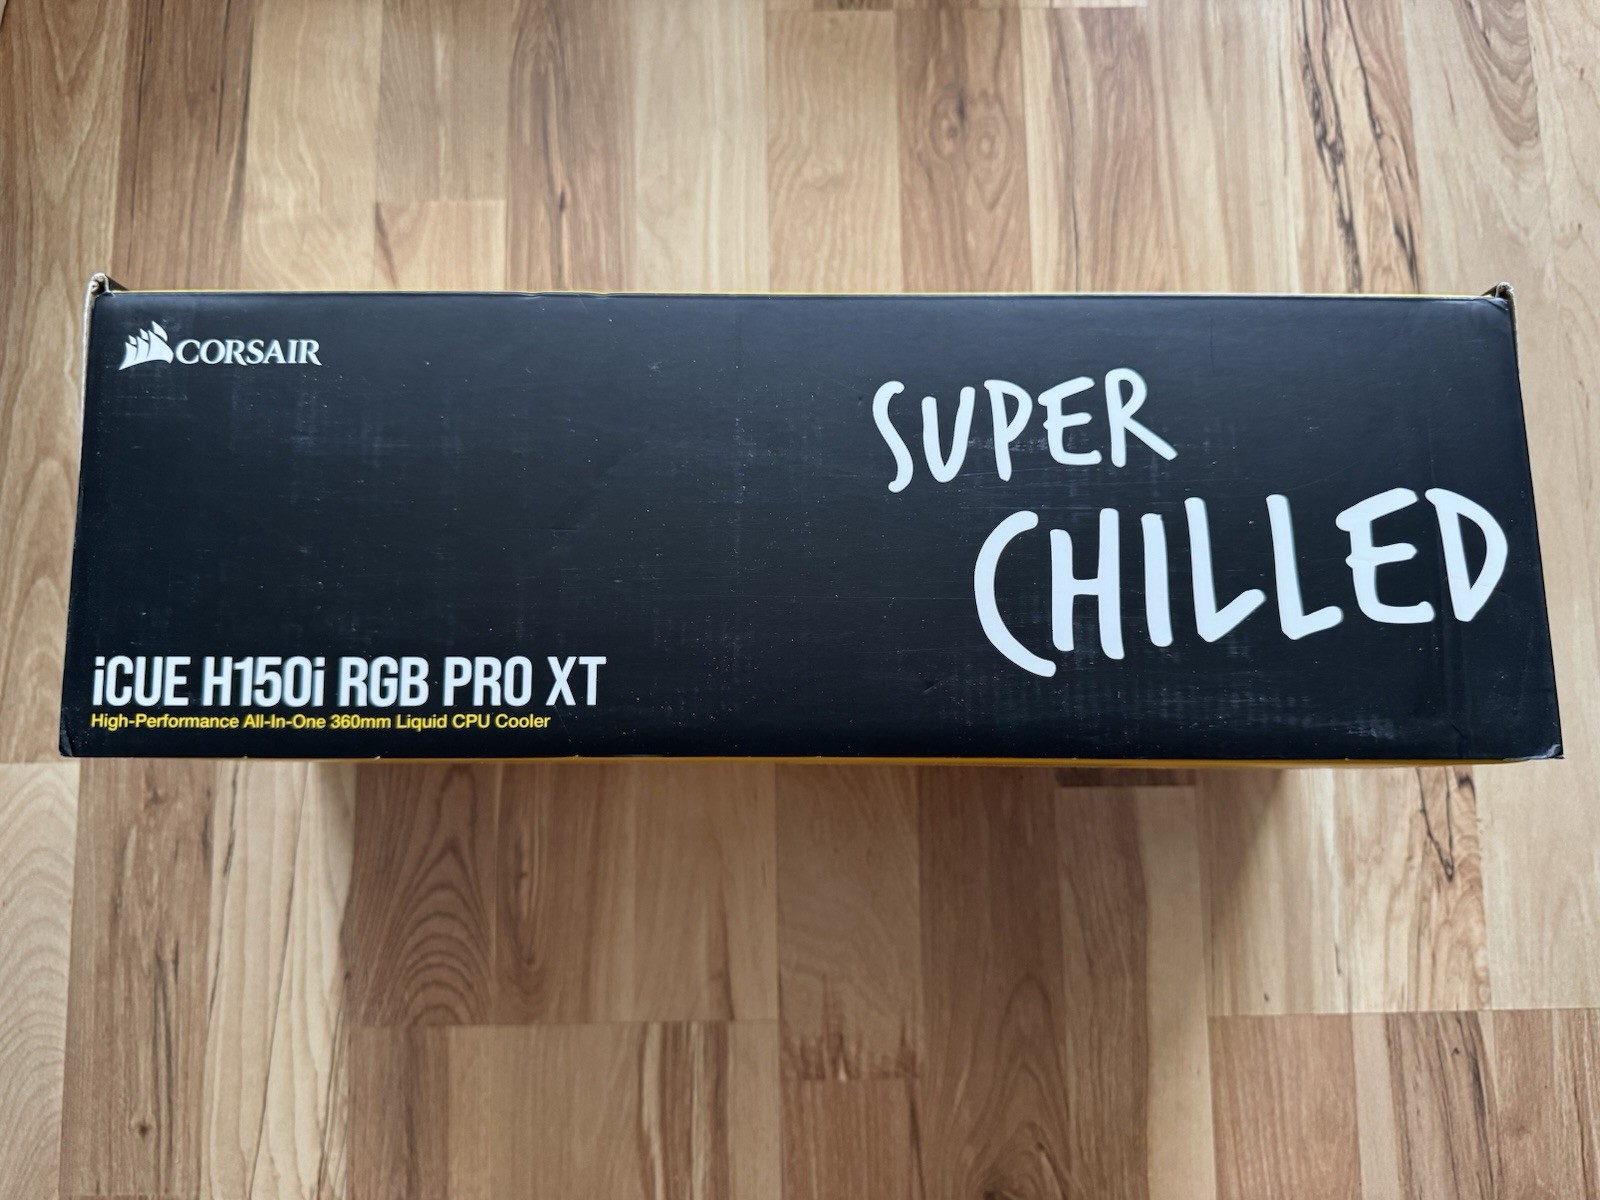 CORSAIR
SUPER
CHILLED
iCUE H150i RGB PRO XT
High-Performance All-In-One 360mm Liquid CPU Cooler